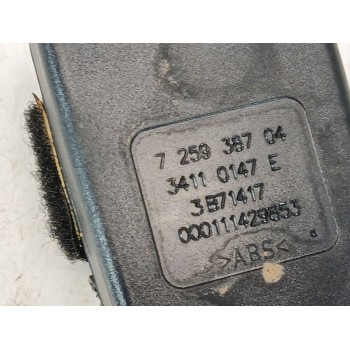 7 259 387 04
3411 0147 E
3B71417
000111429853
>ABS<